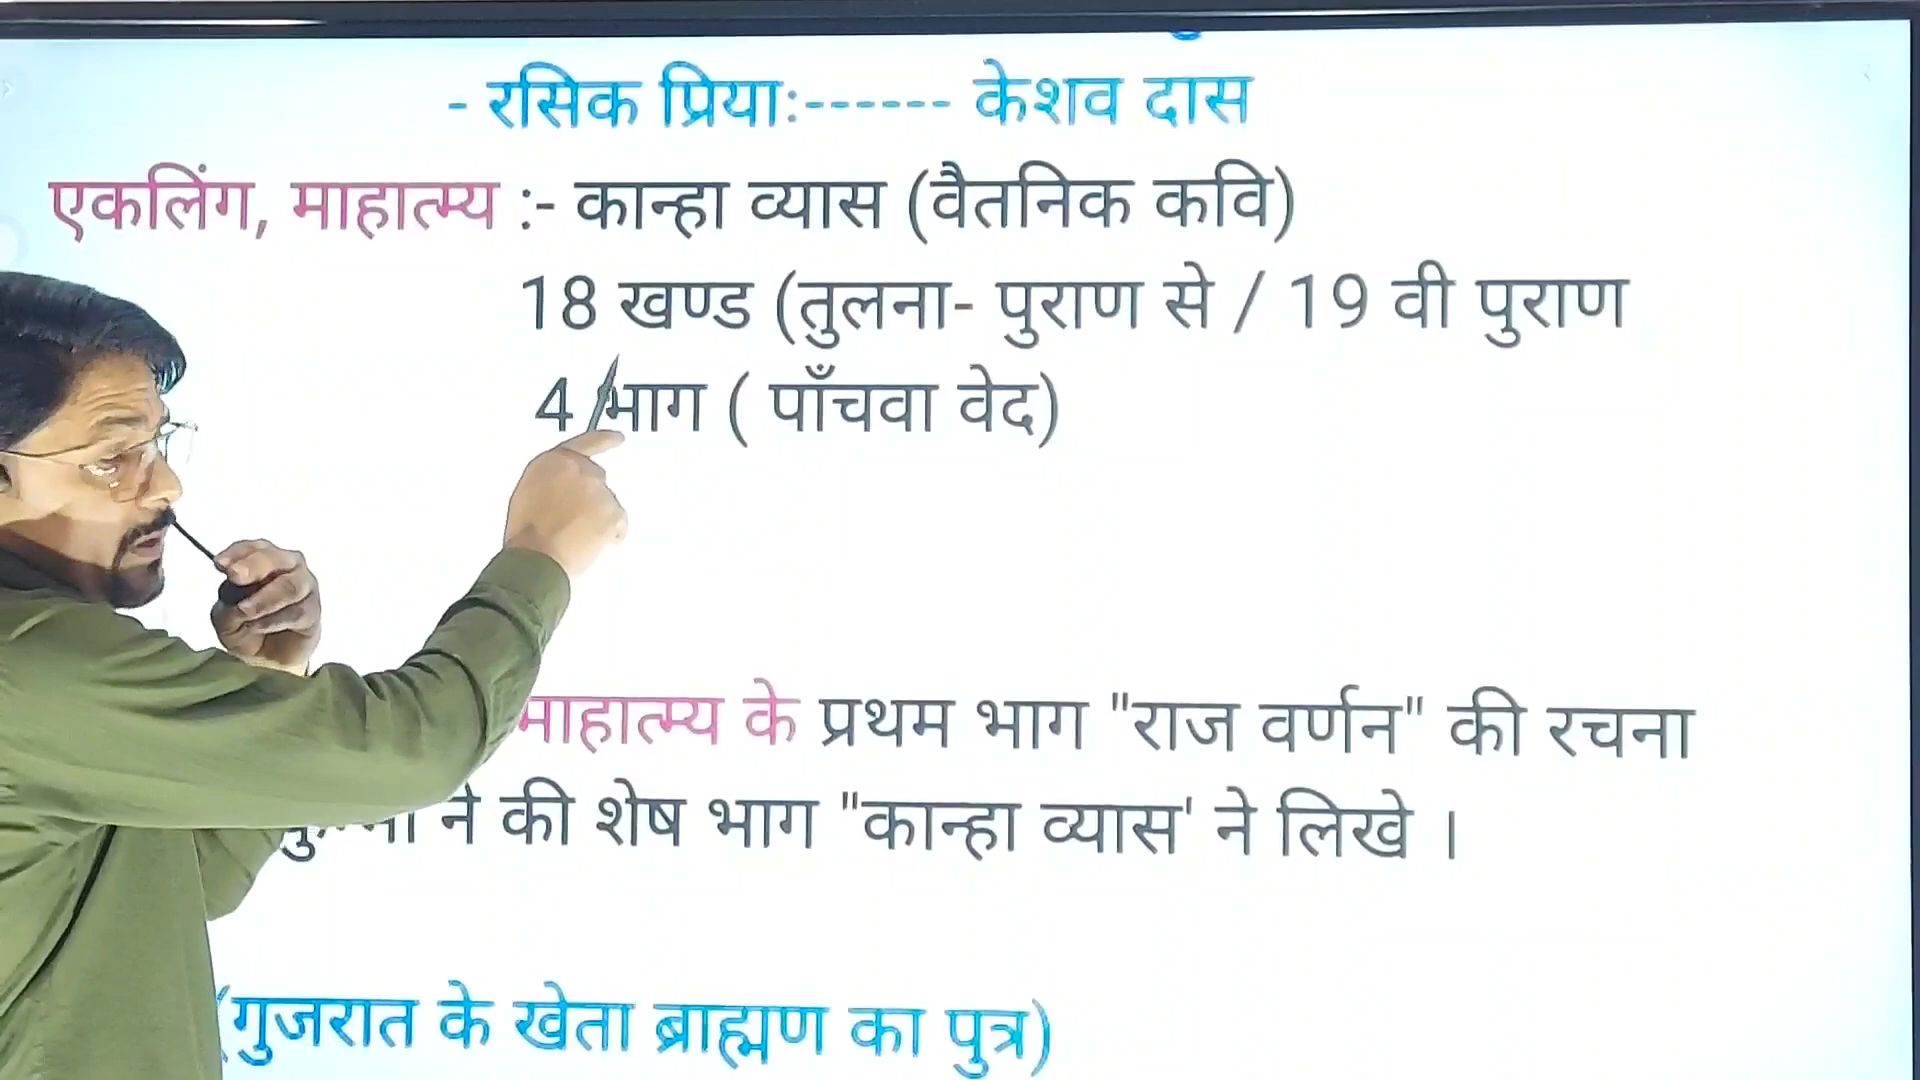 - रसिक प्रियाः------ केशव दास
एकलिंग, माहात्म्य :- कान्हा व्यास (वैतनिक कवि)
18 खण्ड (तुलना- पुराण से / 19 वी पुराण
4 भाग ( पाँचवा वेद)
माहात्म्य के प्रथम भाग "राज वर्णन" की रचना
ने की शेष भाग "कान्हा व्यास' ने लिखे ।
(गुजरात के खेता ब्राह्मण का पुत्र)